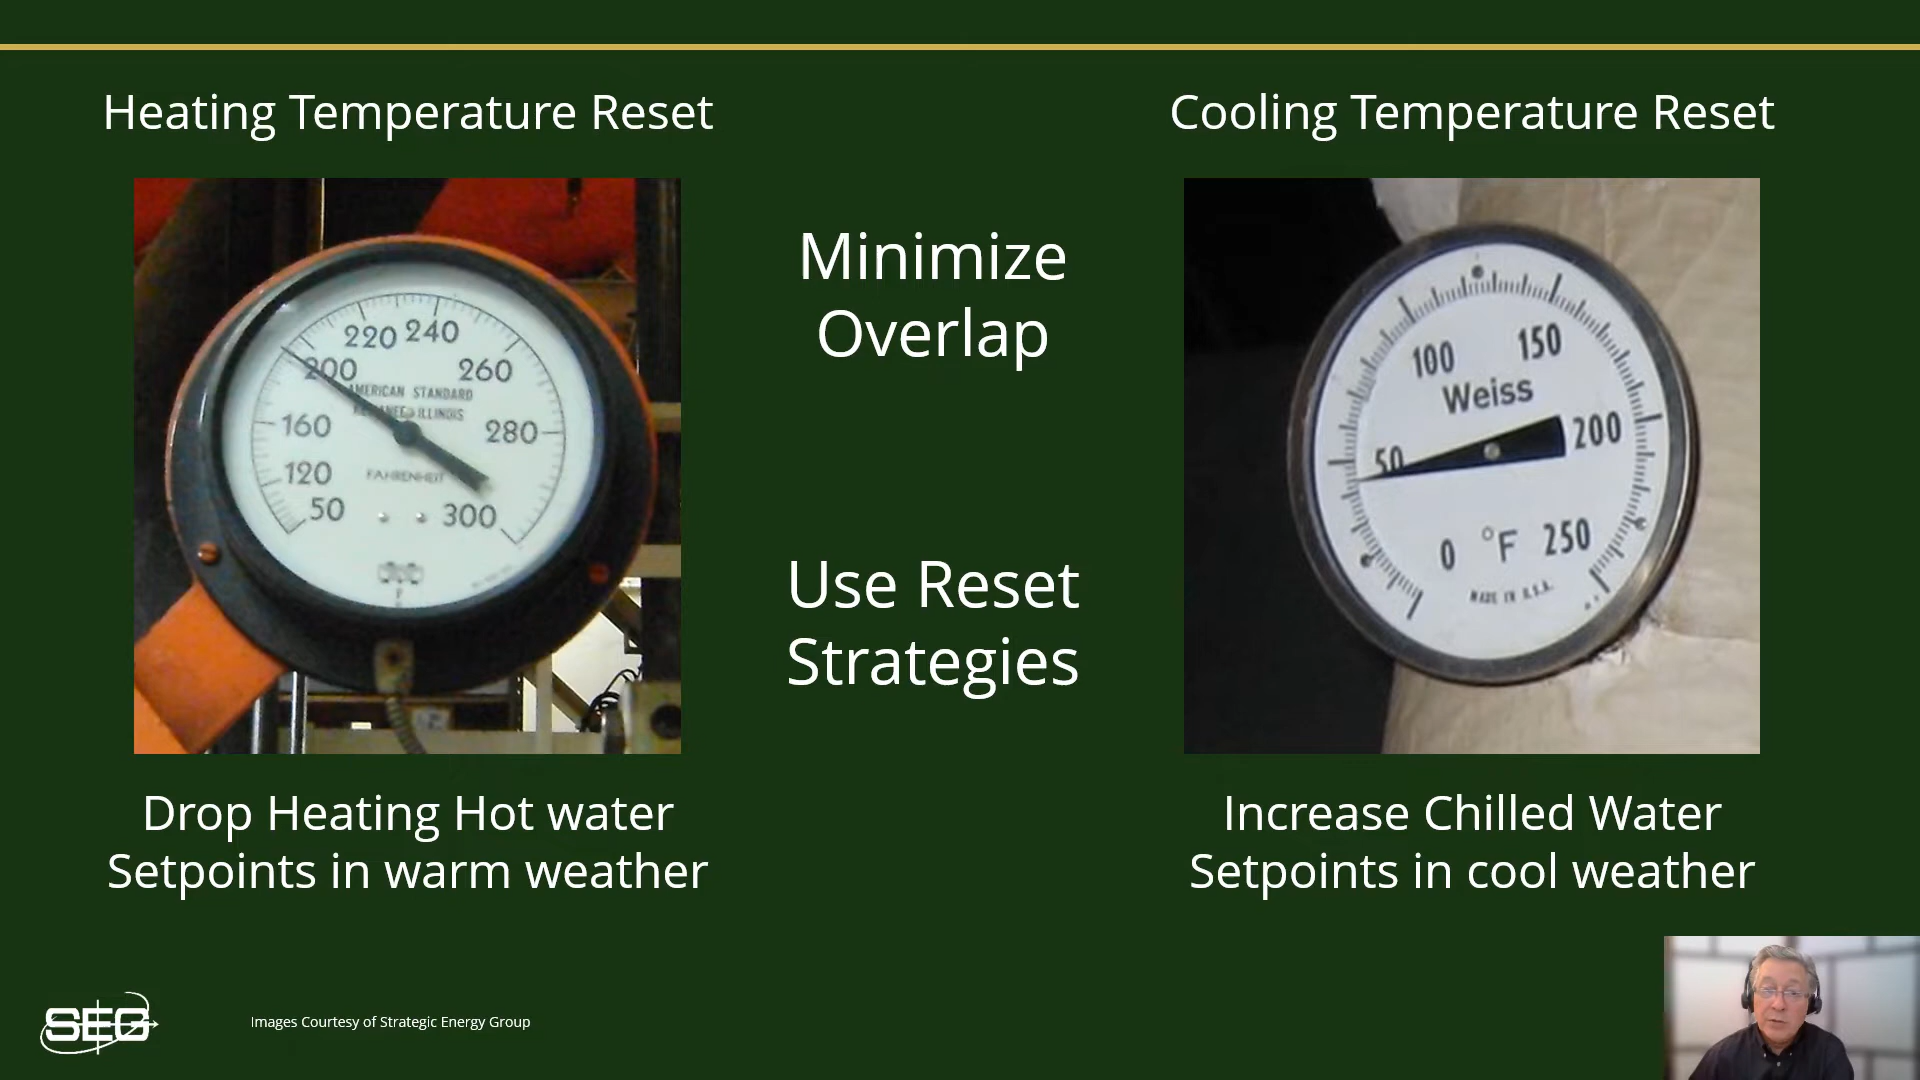 Heating Temperature Reset
Cooling Temperature Reset
Minimize
Overlap
Use Reset
Strategies
220 240
200
260
AMERICAN STANDARD
ILLINOIS
160
280
120
FAHRENHEIT
50
300
100
150
Weiss
50
200
0 °F 250
MADE IN U.S.A.
Drop Heating Hot water
Setpoints in warm weather
Increase Chilled Water
Setpoints in cool weather
SEG
Images Courtesy of Strategic Energy Group